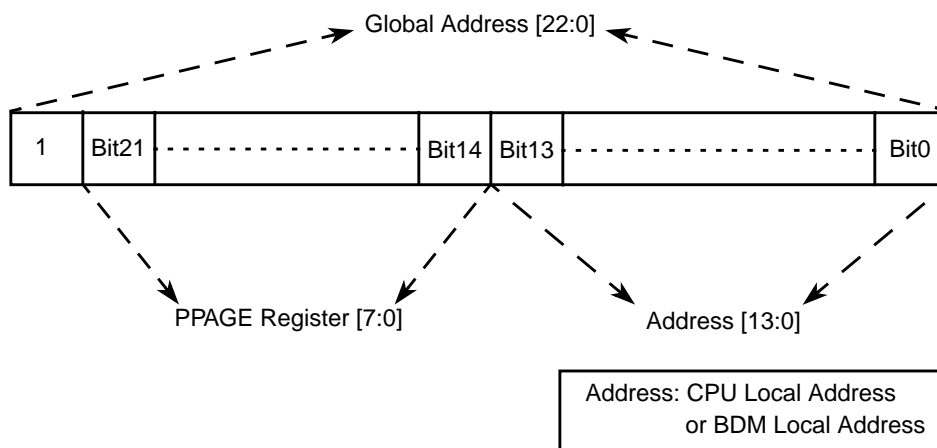 Global Address [22:0]
1 Bit21 Bit14 Bit13 Bit0
PPAGE Register [7:0] Address [13:0]
Address: CPU Local Address
or BDM Local Address